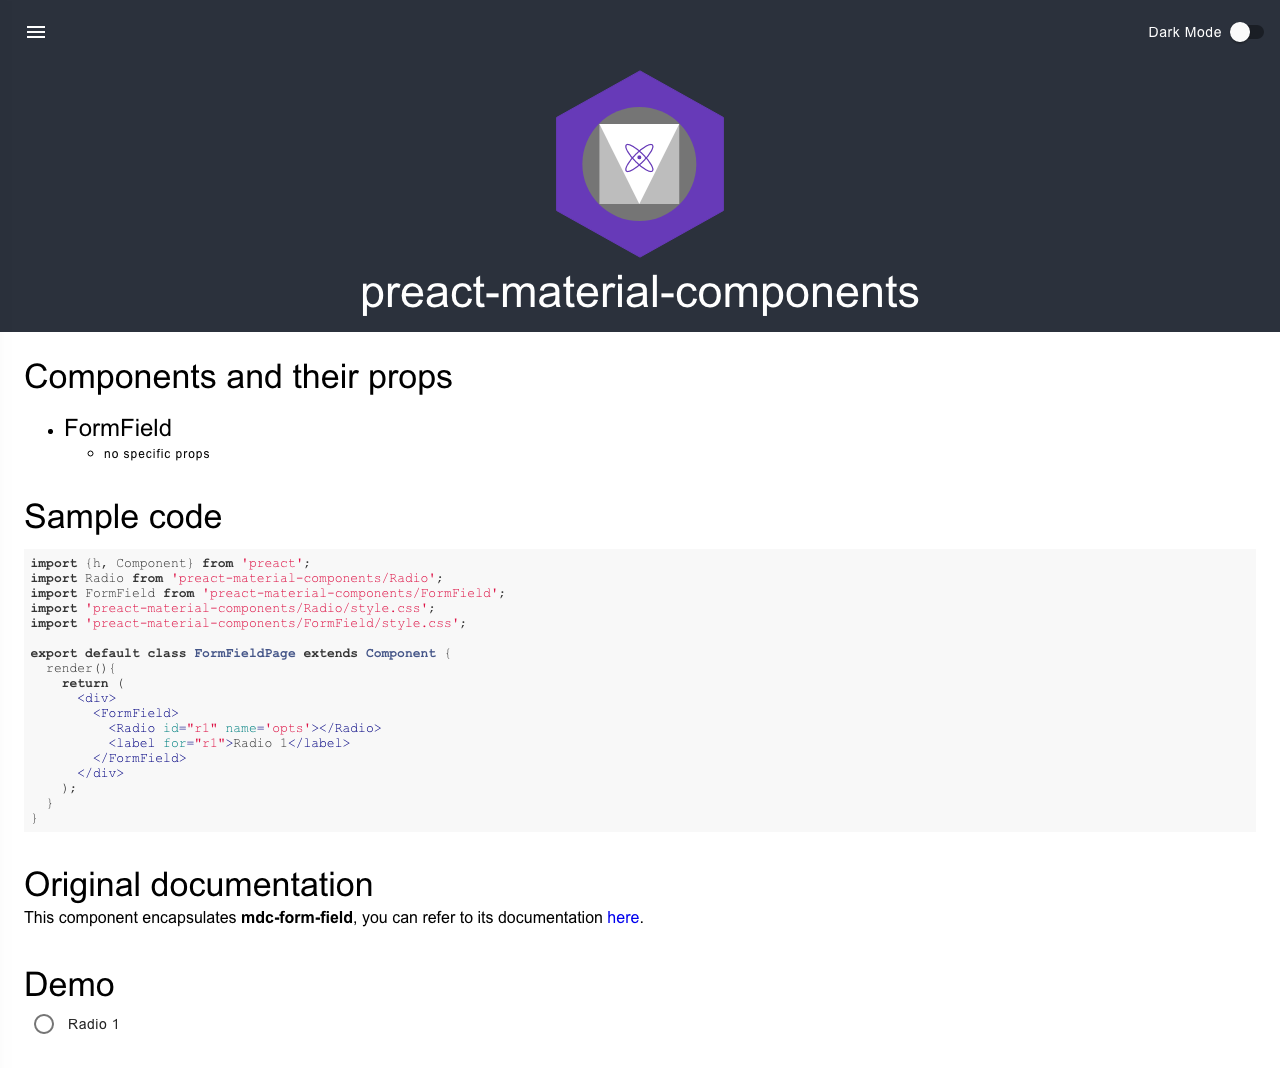 Dark Mode
preact-material-components
Components and their props
FormField
no specific props
Sample code
import {h, Component} from 'preact';
import Radio from 'preact-material-components/Radio';
import FormField from 'preact-material-components/FormField';
import 'preact-material-components/Radio/style.css';
import 'preact-material-components/FormField/style.css';
export default class FormFieldPage extends Component {
  render(){
    return (
      <div>
        <FormField>
          <Radio id="r1" name='opts'></Radio>
          <label for="r1">Radio 1</label>
        </FormField>
      </div>
    );
  }
}
Original documentation
This component encapsulates mdc-form-field, you can refer to its documentation here.
Demo
Radio 1